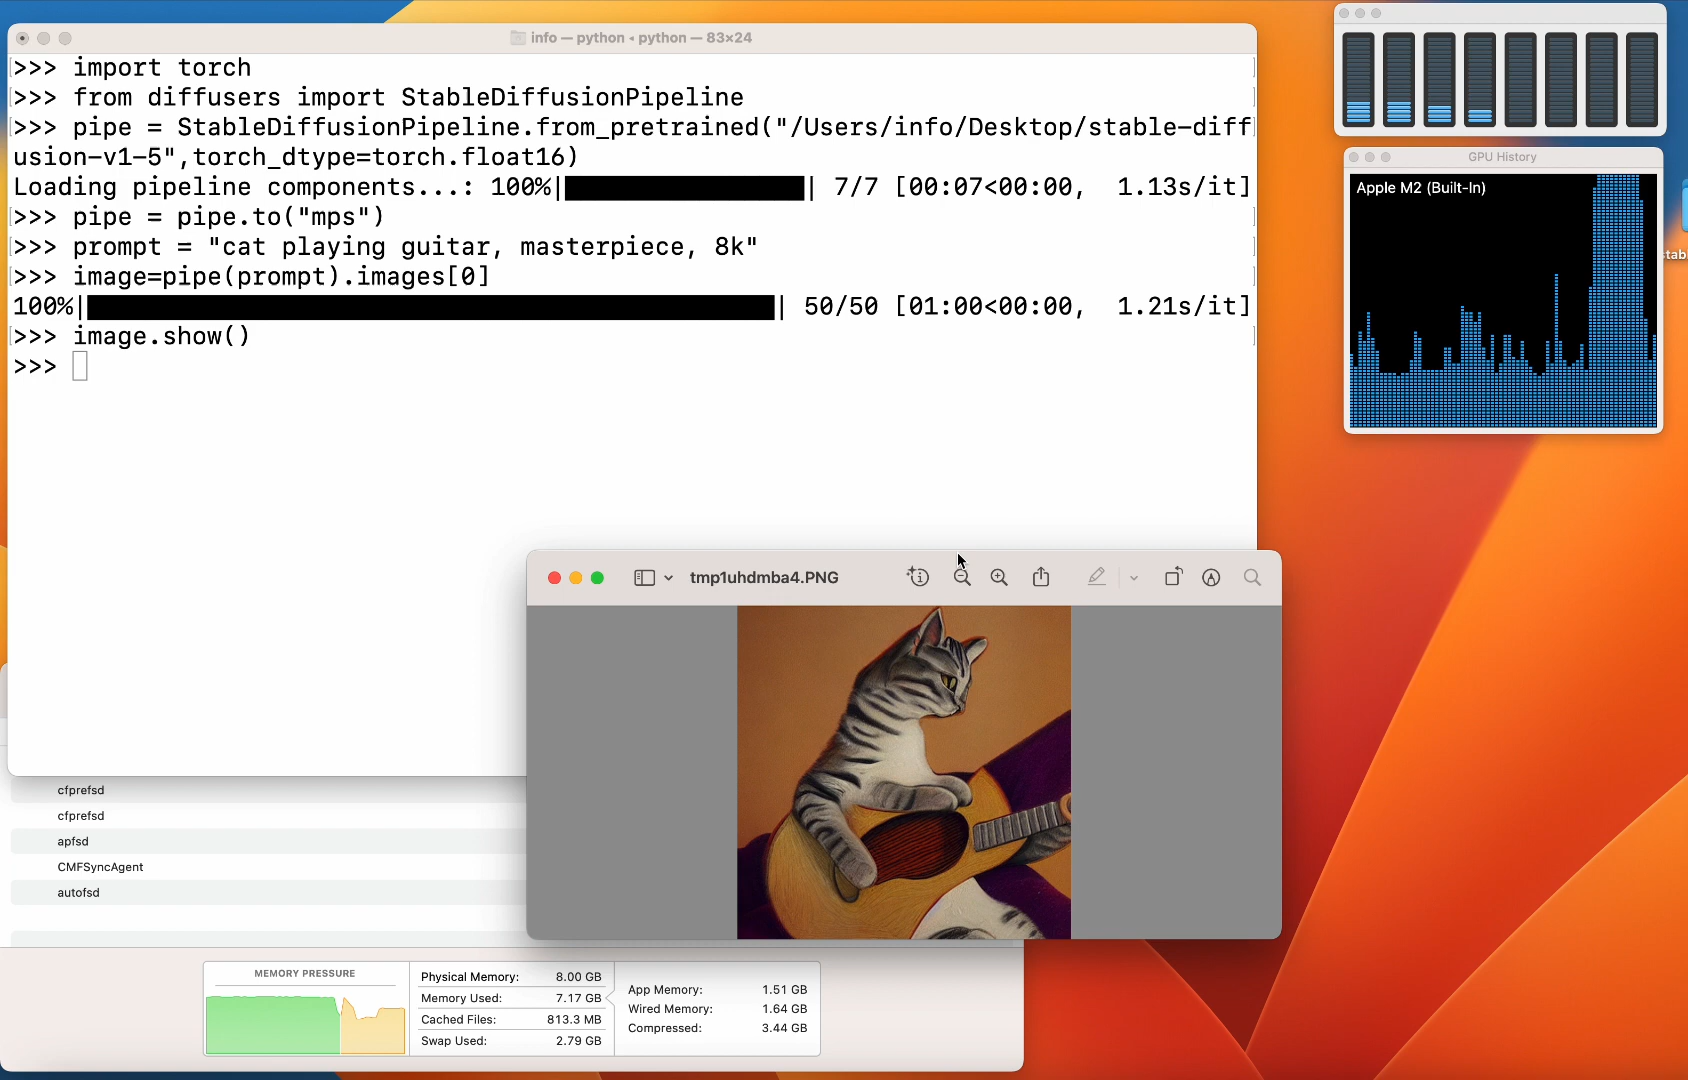 info — python ◂ python — 83×24
>>> import torch
>>> from diffusers import StableDiffusionPipeline
>>> pipe = StableDiffusionPipeline.from_pretrained("/Users/info/Desktop/stable-diff
usion-v1-5",torch_dtype=torch.float16)
Loading pipeline components...: 100%|██████████| 7/7 [00:07<00:00,  1.13s/it]
>>> pipe = pipe.to("mps")
>>> prompt = "cat playing guitar, masterpiece, 8k"
>>> image=pipe(prompt).images[0]
100%|██████████| 50/50 [01:00<00:00,  1.21s/it]
>>> image.show()
>>>
GPU History
Apple M2 (Built-In)
tab
tmp1uhdmba4.PNG
cfprefsd
cfprefsd
apfsd
CMFSyncAgent
autofsd
MEMORY PRESSURE
Physical Memory: 8.00 GB
Memory Used: 7.17 GB
Cached Files: 813.3 MB
Swap Used: 2.79 GB
App Memory: 1.51 GB
Wired Memory: 1.64 GB
Compressed: 3.44 GB